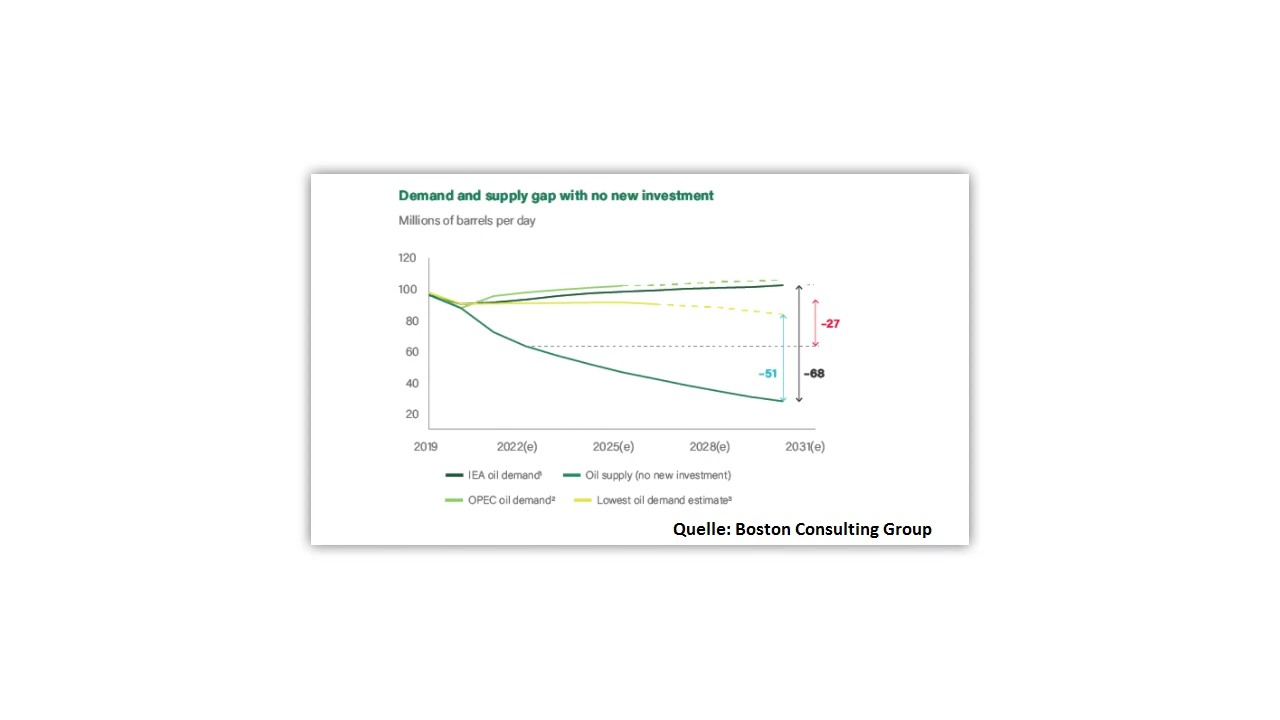 Demand and supply gap with no new investment
Millions of barrels per day
120
100
80
60
40
20
-27
-51
-68
2019 2022(e) 2025(e) 2028(e) 2031(e)
IEA oil demand¹ Oil supply (no new investment)
OPEC oil demand² Lowest oil demand estimate³
Quelle: Boston Consulting Group